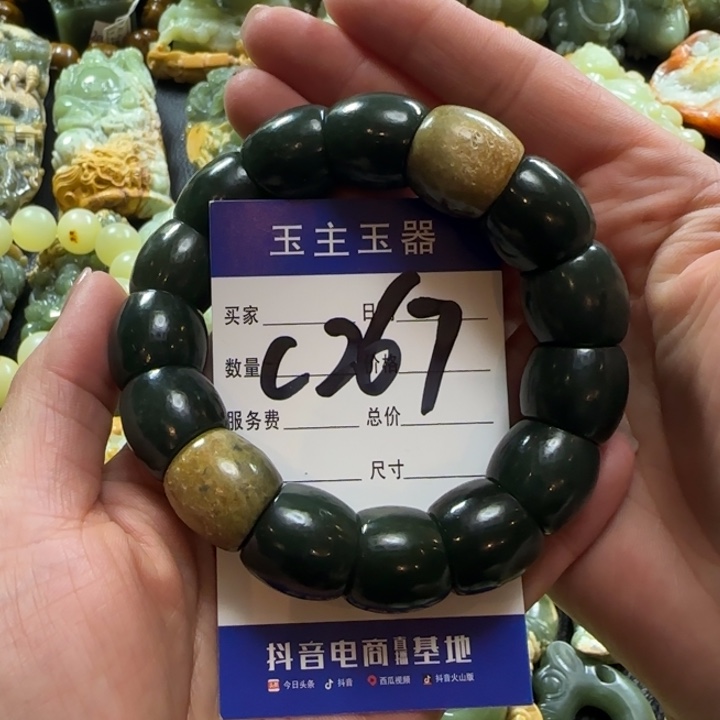 玉主玉器
买家 日
数量 价格
C267
服务费 总价
尺寸
抖音电商直播基地
今日头条 抖音 西瓜视频 抖音火山版